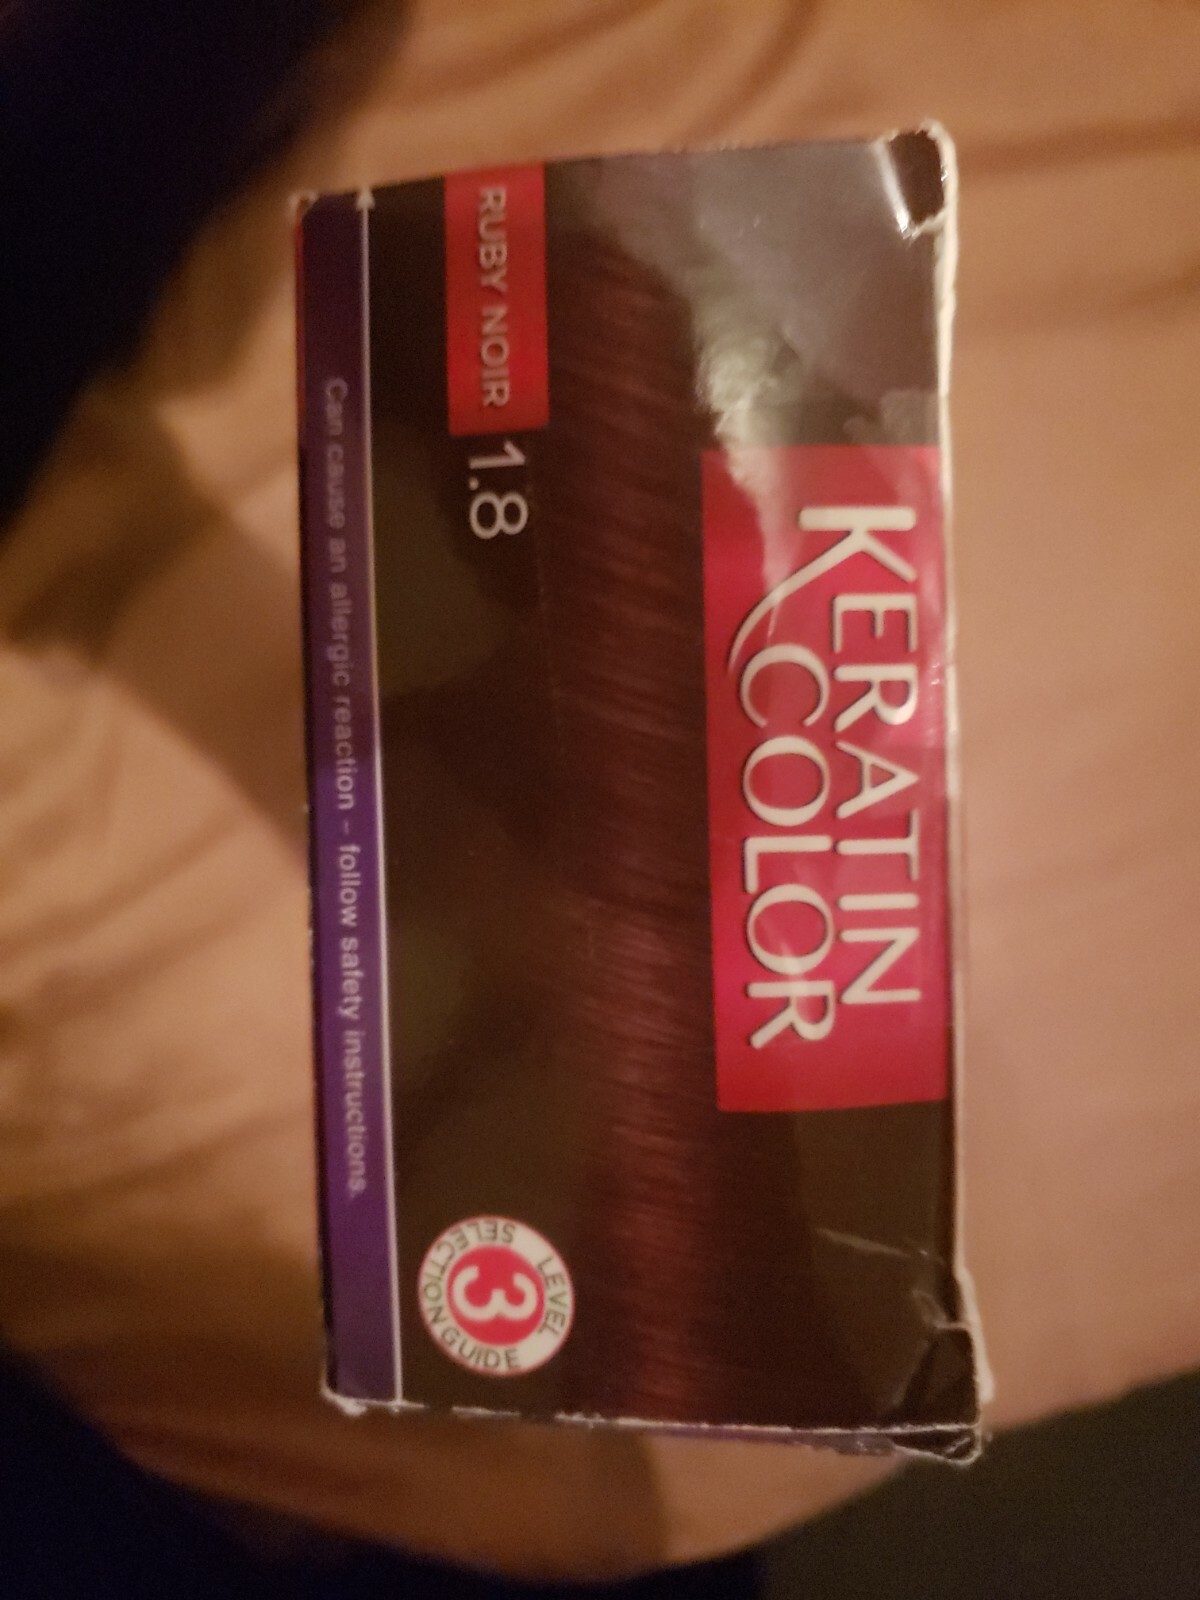 KERATIN
COLOR
RUBY NOIR 1.8
LEVEL
3
SELECTION GUIDE
Can cause an allergic reaction – follow safety instructions.